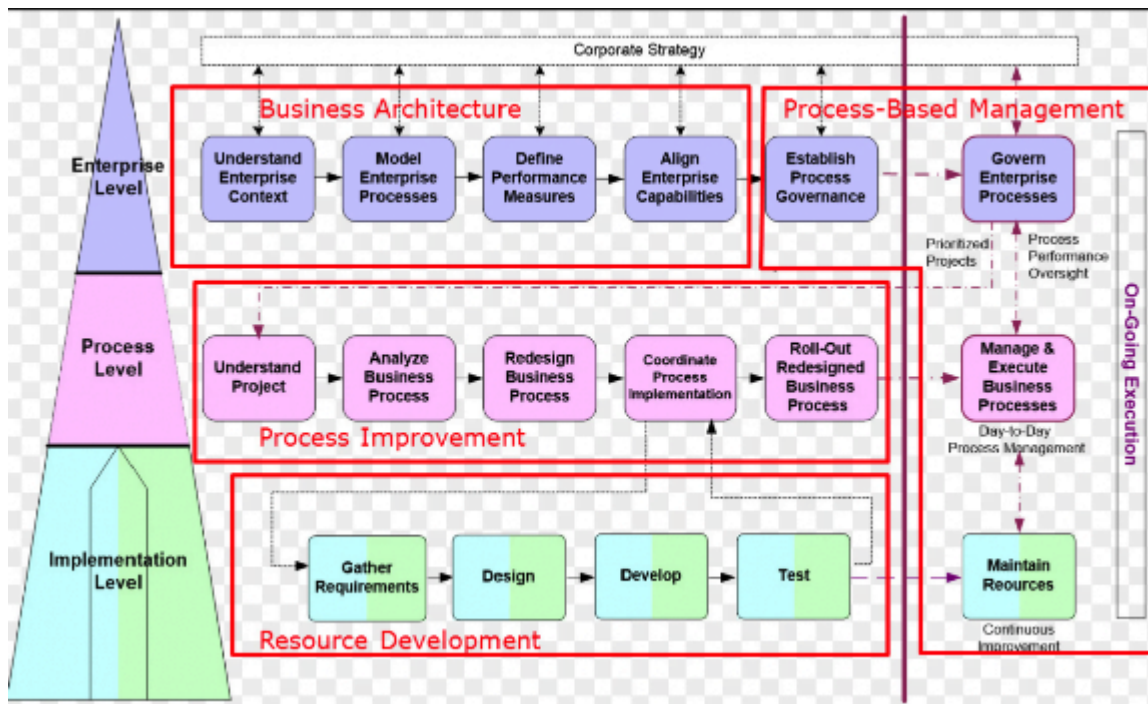 Corporate Strategy
Business Architecture
Process-Based Management
Enterprise
Level
Understand
Enterprise
Context
Model
Enterprise
Processes
Define
Performance
Measures
Align
Enterprise
Capabilities
Establish
Process
Governance
Govern
Enterprise
Processes
Prioritized
Projects
Process
Performance
Oversight
On-Going Execution
Process
Level
Understand
Project
Analyze
Business
Process
Redesign
Business
Process
Coordinate
Process
Implementation
Roll-Out
Redesigned
Business
Process
Manage &
Execute
Business
Processes
Process Improvement
Day-to-Day
Process Management
Implementation
Level
Gather
Requirements
Design
Develop
Test
Maintain
Reources
Resource Development
Continuous
Improvement